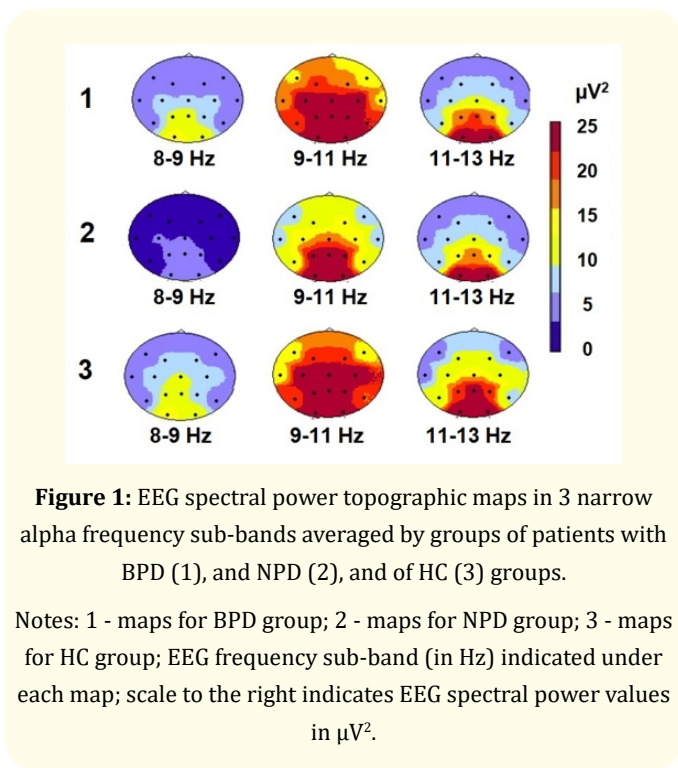 1
8-9 Hz 9-11 Hz 11-13 Hz
2
8-9 Hz 9-11 Hz 11-13 Hz
3
8-9 Hz 9-11 Hz 11-13 Hz
µV²
25
20
15
10
5
0
Figure 1: EEG spectral power topographic maps in 3 narrow
alpha frequency sub-bands averaged by groups of patients with
BPD (1), and NPD (2), and of HC (3) groups.
Notes: 1 - maps for BPD group; 2 - maps for NPD group; 3 - maps
for HC group; EEG frequency sub-band (in Hz) indicated under
each map; scale to the right indicates EEG spectral power values
in µV².